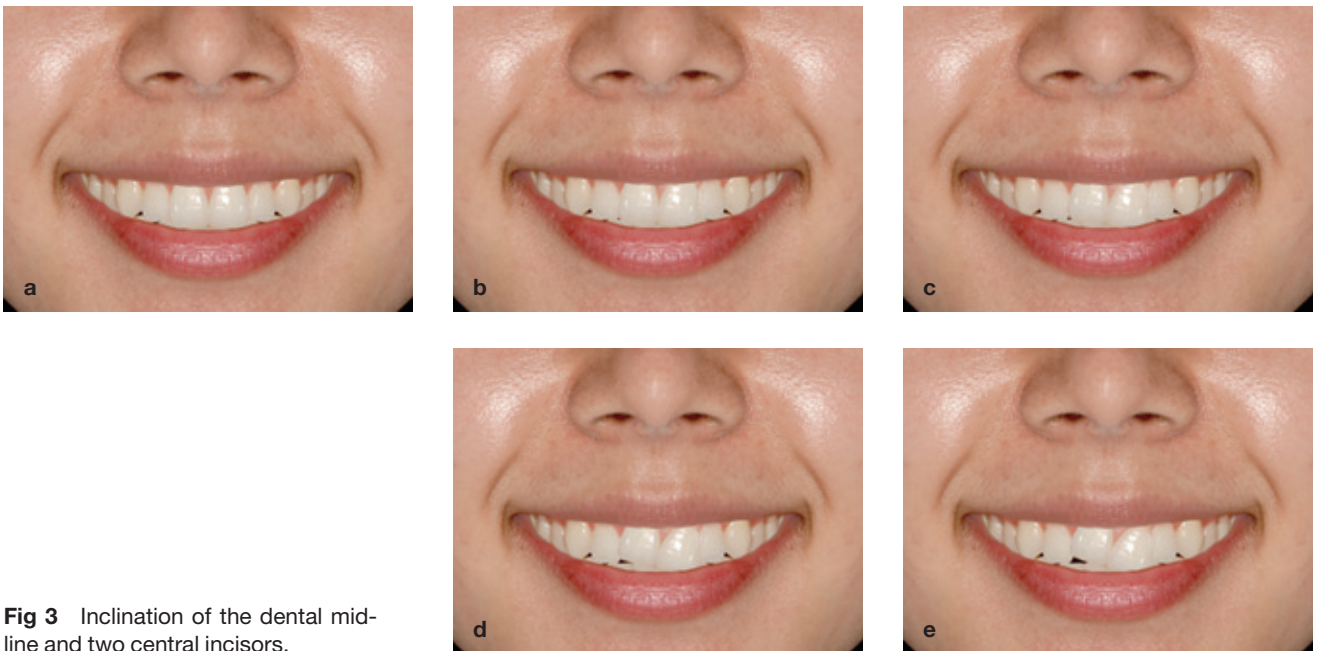 a
b
c
Fig 3 Inclination of the dental mid-
line and two central incisors.
d
e